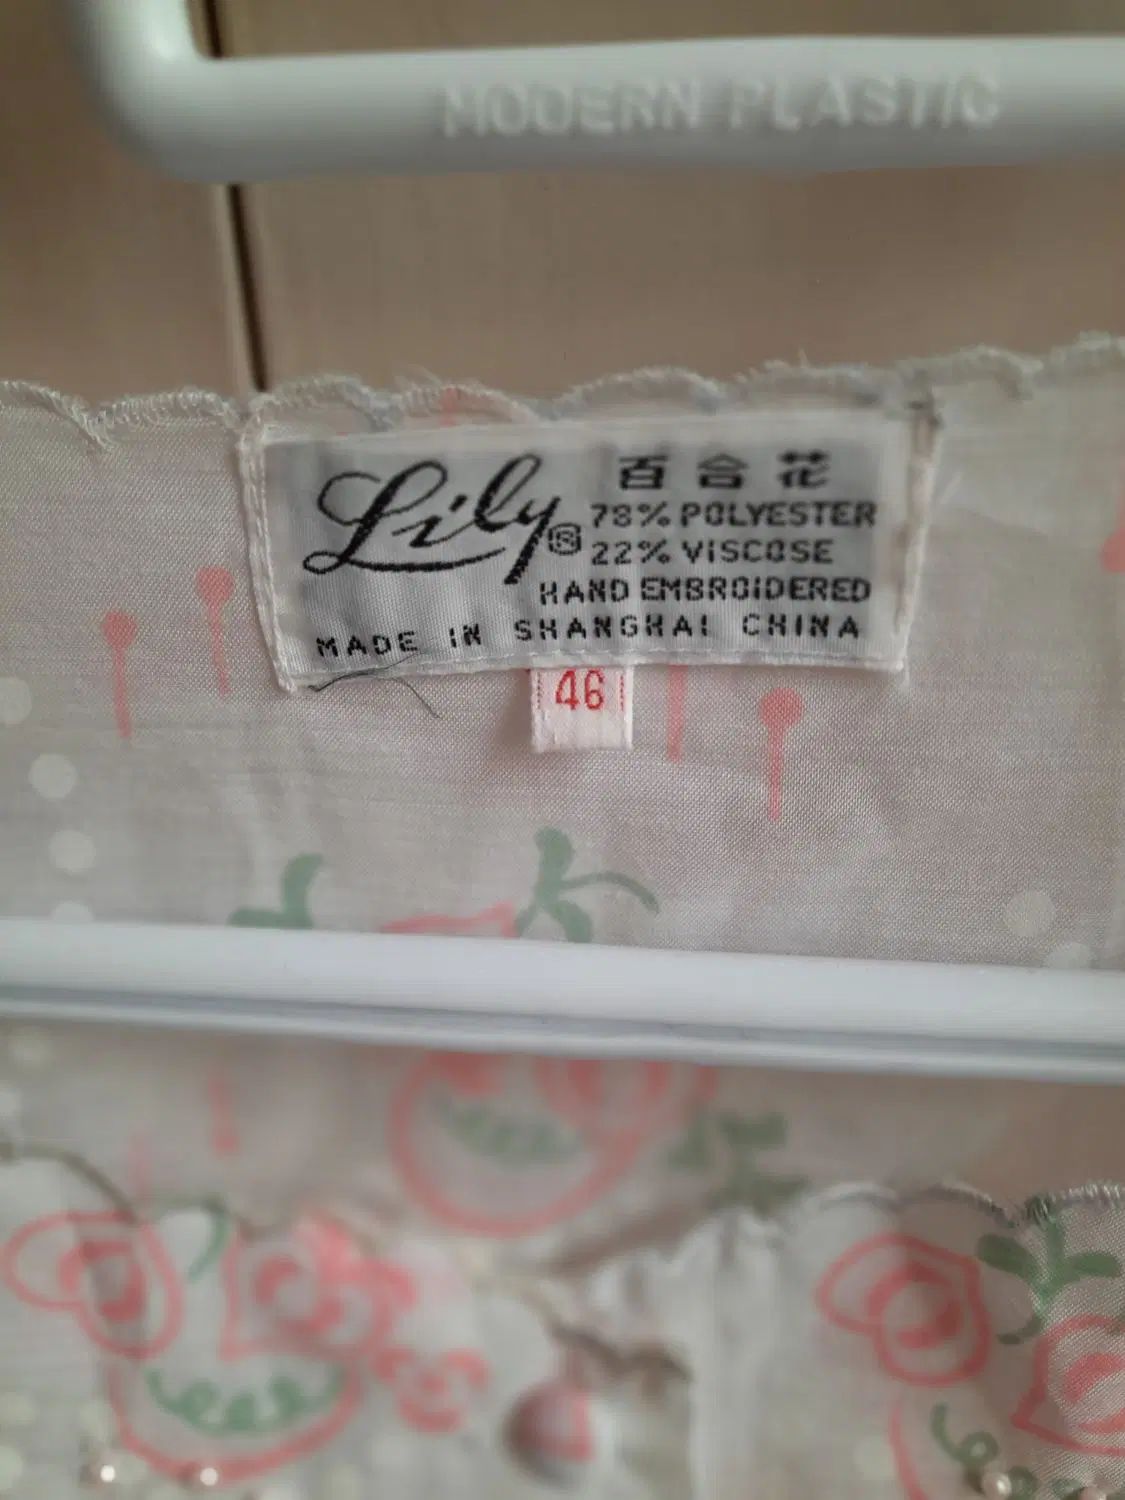 MODERN PLASTIC
Lily
百合花
78% POLYESTER
22% VISCOSE
HAND EMBROIDERED
MADE IN SHANGHAI CHINA
46